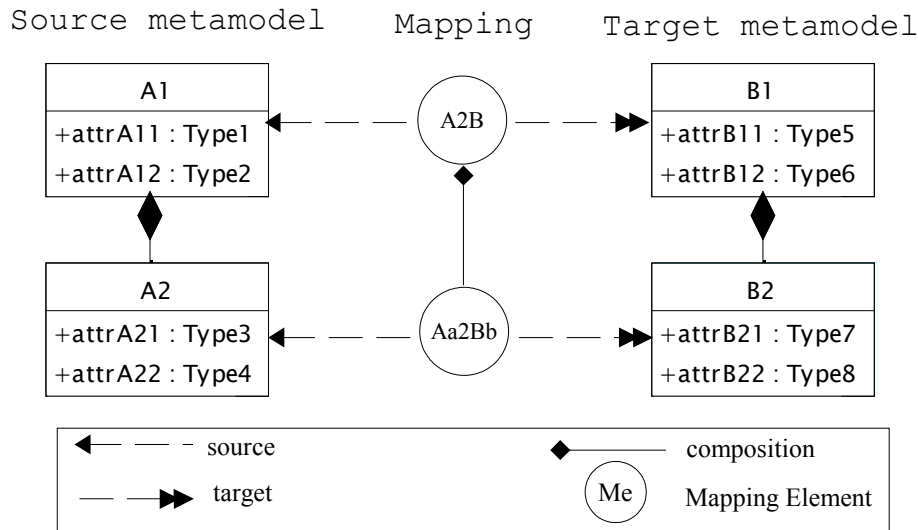 Source metamodel Mapping Target metamodel
A1
+attrA11 : Type1
+attrA12 : Type2
A2B
B1
+attrB11 : Type5
+attrB12 : Type6
A2
+attrA21 : Type3
+attrA22 : Type4
Aa2Bb
B2
+attrB21 : Type7
+attrB22 : Type8
source
composition
target
Me
Mapping Element